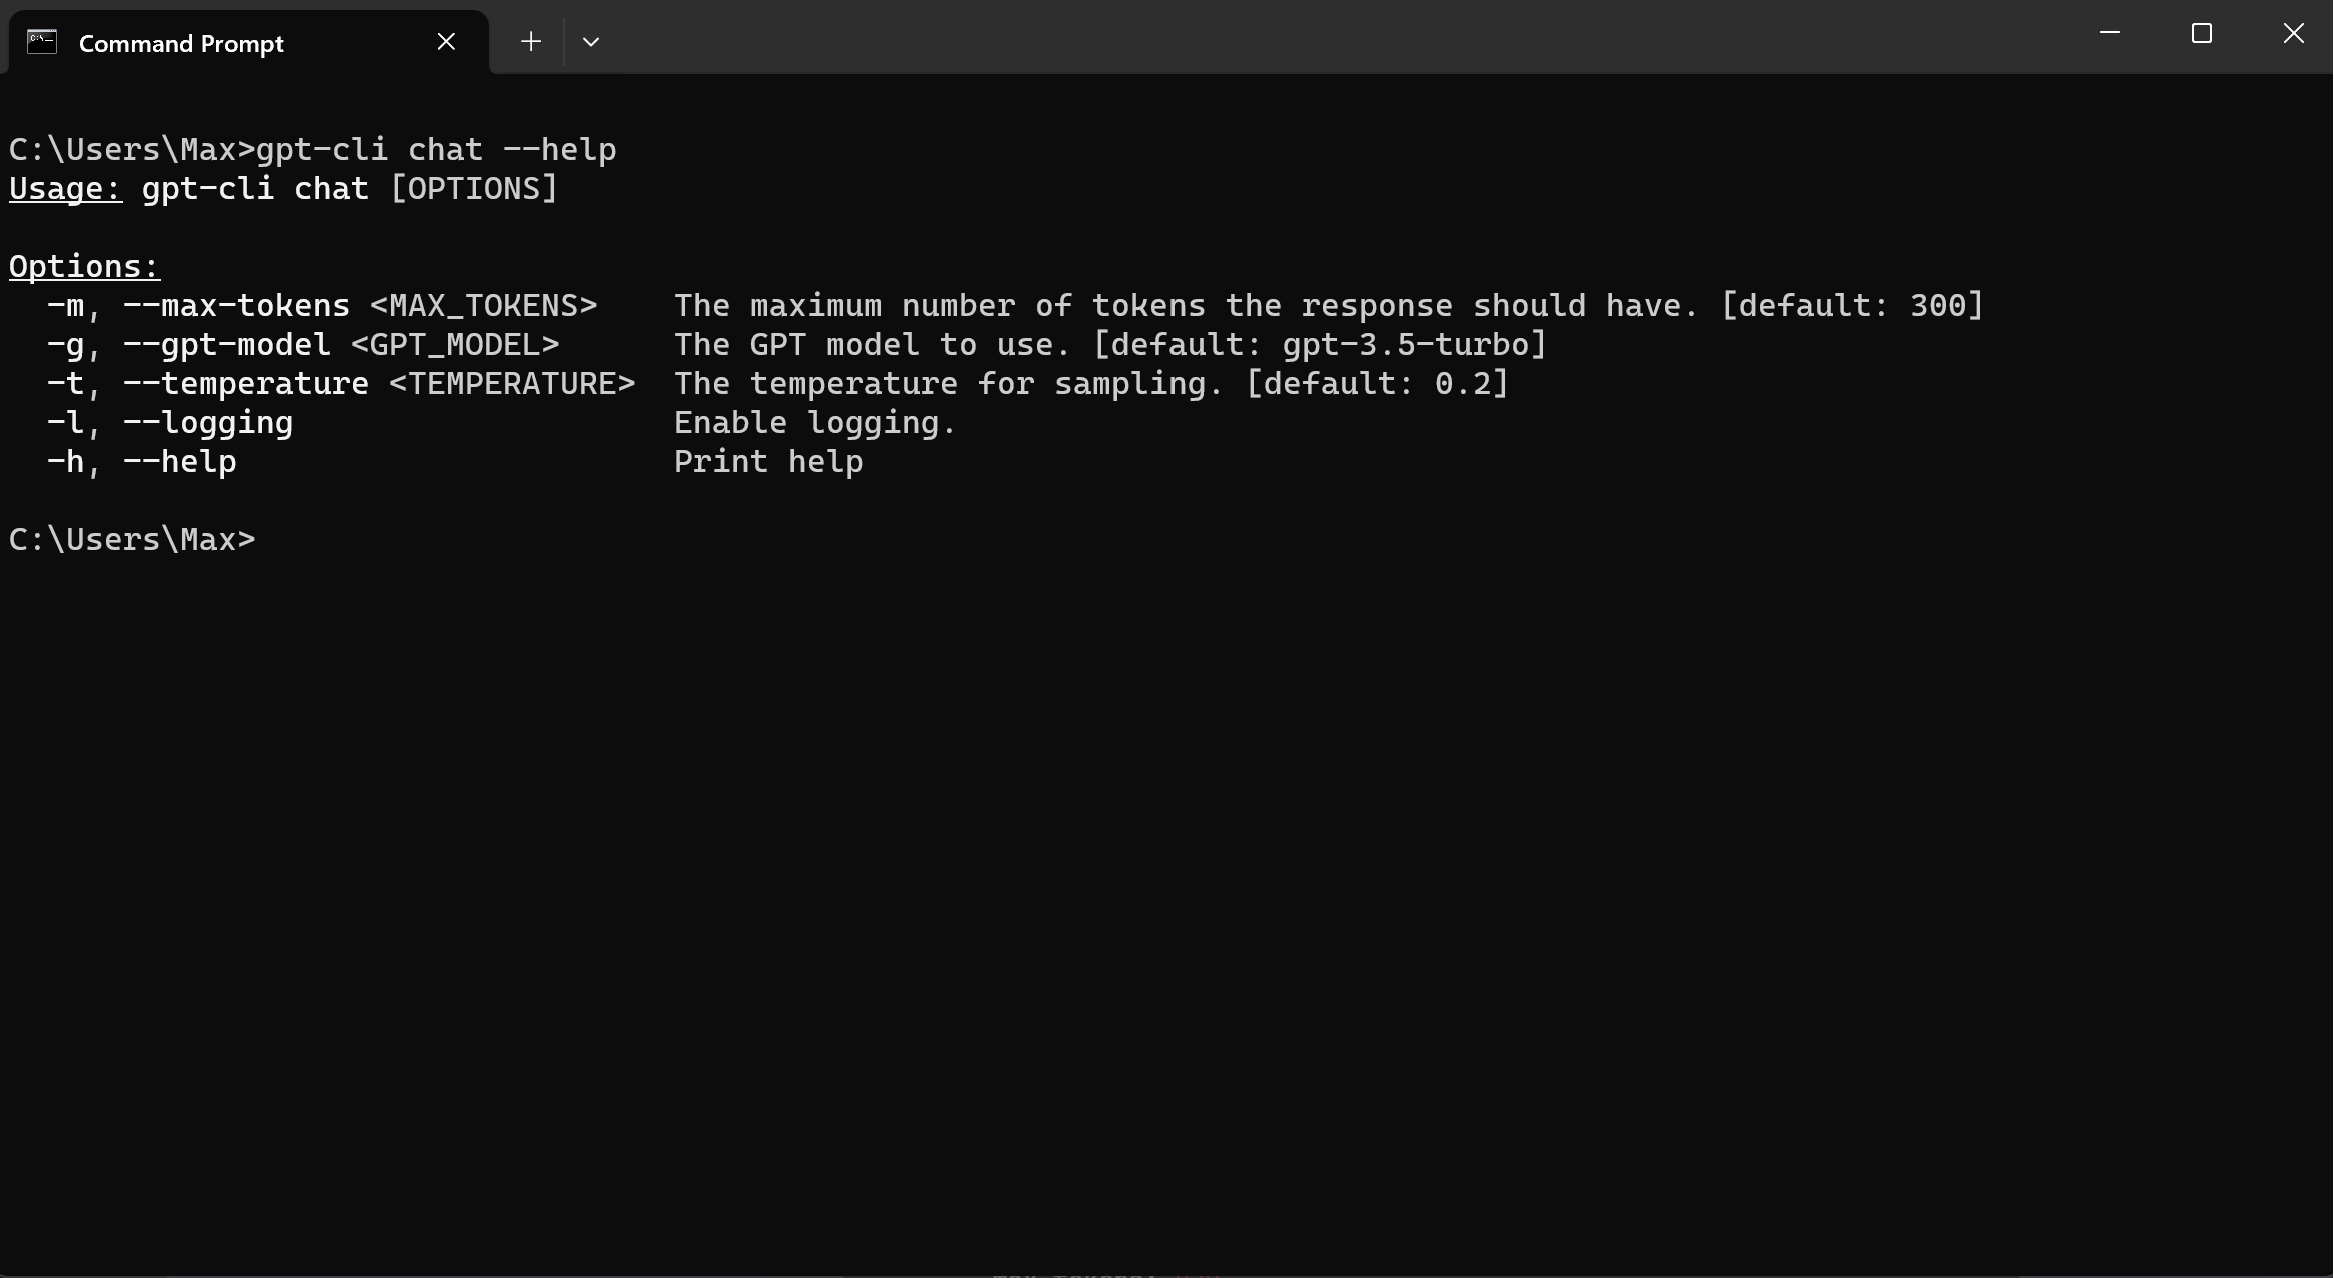 Command Prompt
C:\Users\Max>gpt-cli chat --help
Usage: gpt-cli chat [OPTIONS]
Options:
  -m, --max-tokens <MAX_TOKENS>    The maximum number of tokens the response should have. [default: 300]
  -g, --gpt-model <GPT_MODEL>      The GPT model to use. [default: gpt-3.5-turbo]
  -t, --temperature <TEMPERATURE>  The temperature for sampling. [default: 0.2]
  -l, --logging                    Enable logging.
  -h, --help                       Print help
C:\Users\Max>